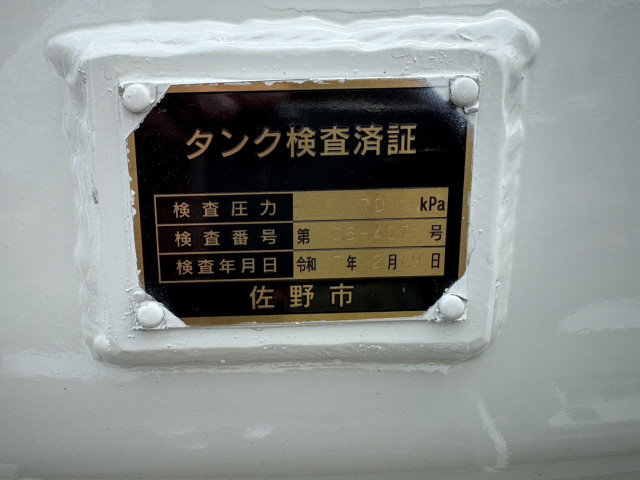 タンク検査済証
検査圧力 70 kPa
検査番号 第 号
検査年月日 令和 7年 2月 日
佐野市